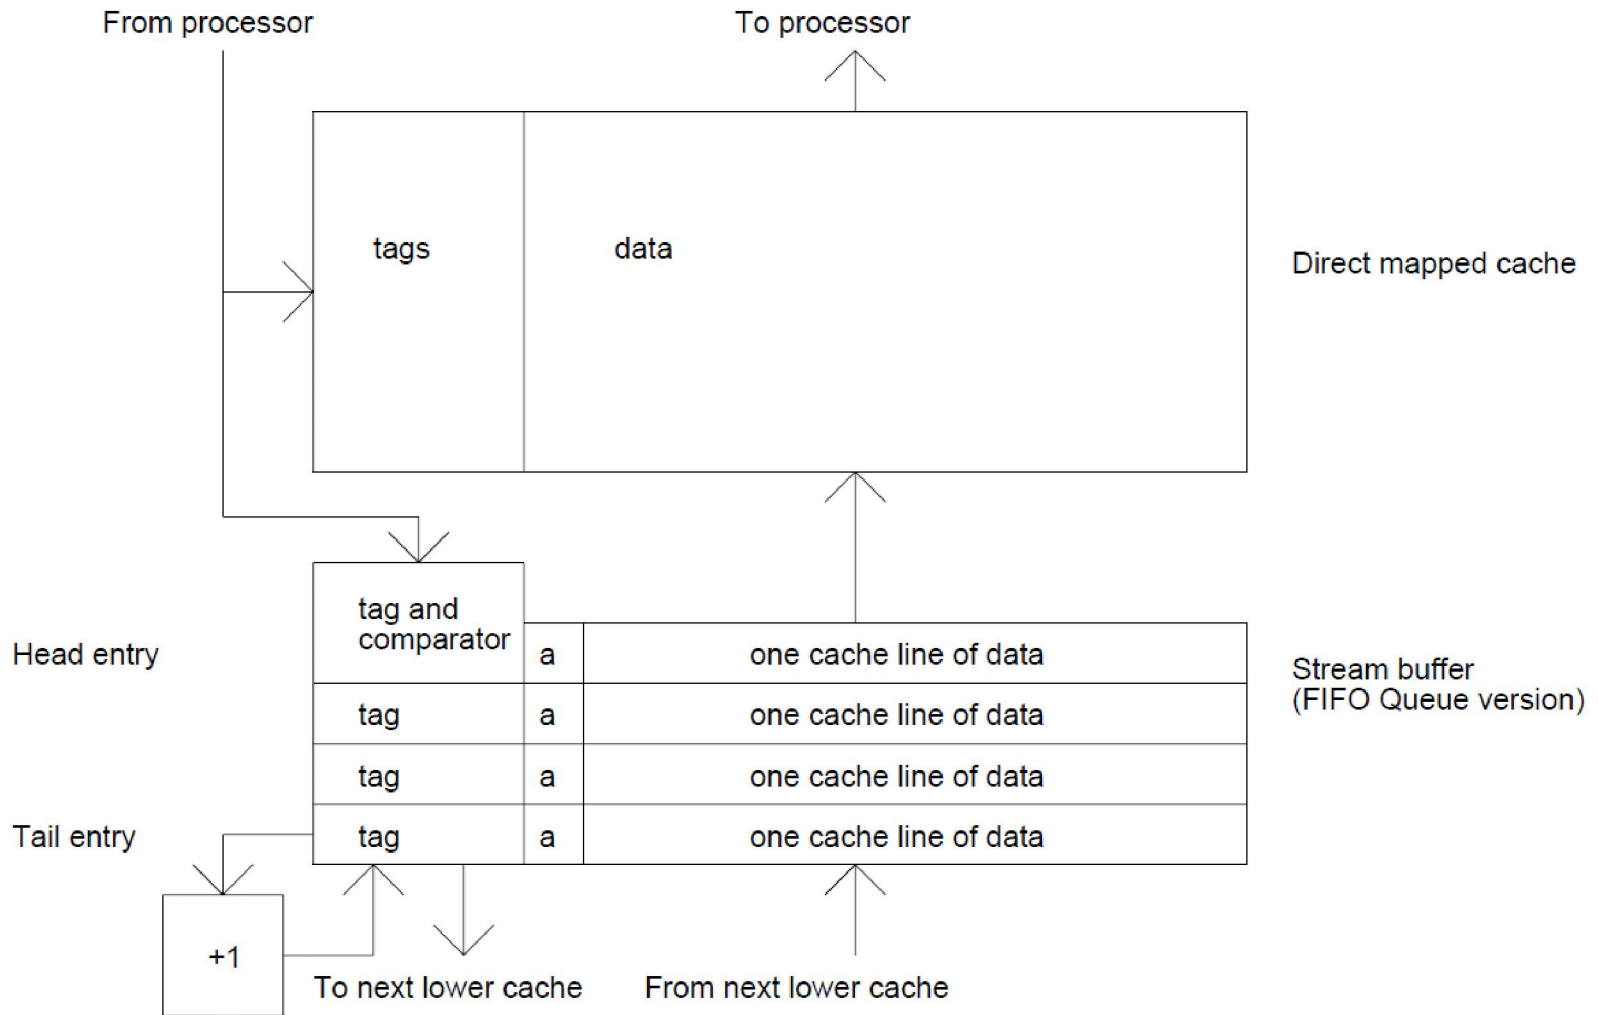 From processor
To processor
tags
data
Direct mapped cache
tag and
comparator
Head entry
a
one cache line of data
Stream buffer
(FIFO Queue version)
tag
a
one cache line of data
tag
a
one cache line of data
Tail entry
tag
a
one cache line of data
+1
To next lower cache
From next lower cache